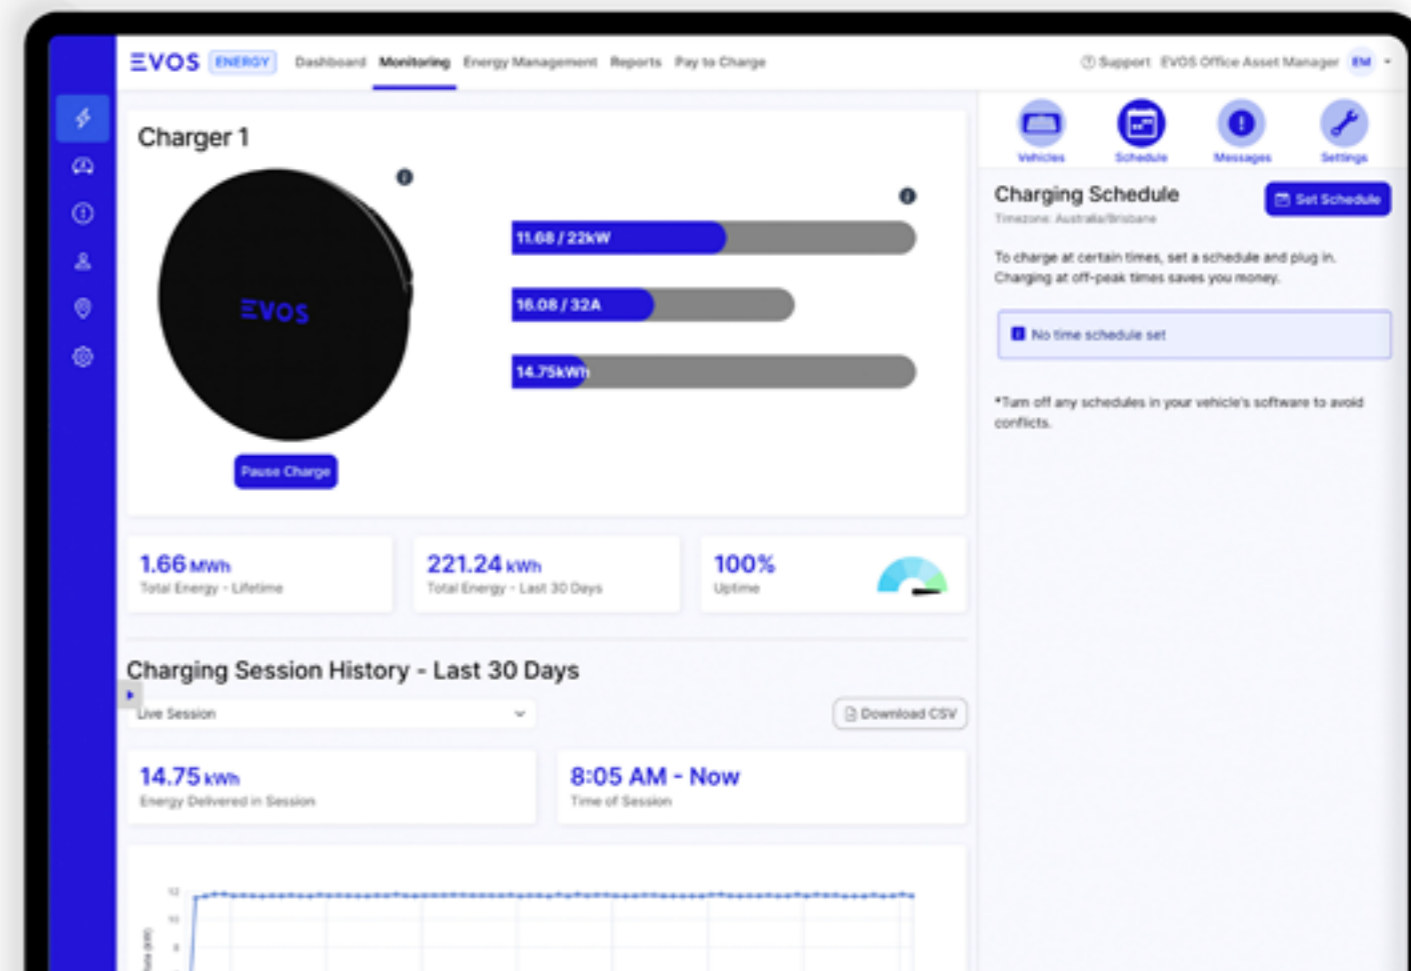 EVOS ENERGY Dashboard Monitoring Energy Management Reports Pay to Charge Support EVOS Office Asset Manager EM
Charger 1
EVOS
Pause Charge
11.68 / 22kW
16.08 / 32A
14.75kWh
Vehicles Schedule Messages Settings
Charging Schedule
Set Schedule
Timezone: Australia/Brisbane
To charge at certain times, set a schedule and plug in.
Charging at off-peak times saves you money.
No time schedule set
*Turn off any schedules in your vehicle's software to avoid
conflicts.
1.66 MWh
Total Energy - Lifetime
221.24 kWh
Total Energy - Last 30 Days
100%
Uptime
Charging Session History - Last 30 Days
Live Session
Download CSV
14.75 kWh
Energy Delivered in Session
8:05 AM - Now
Time of Session
12
10
8
(kW)